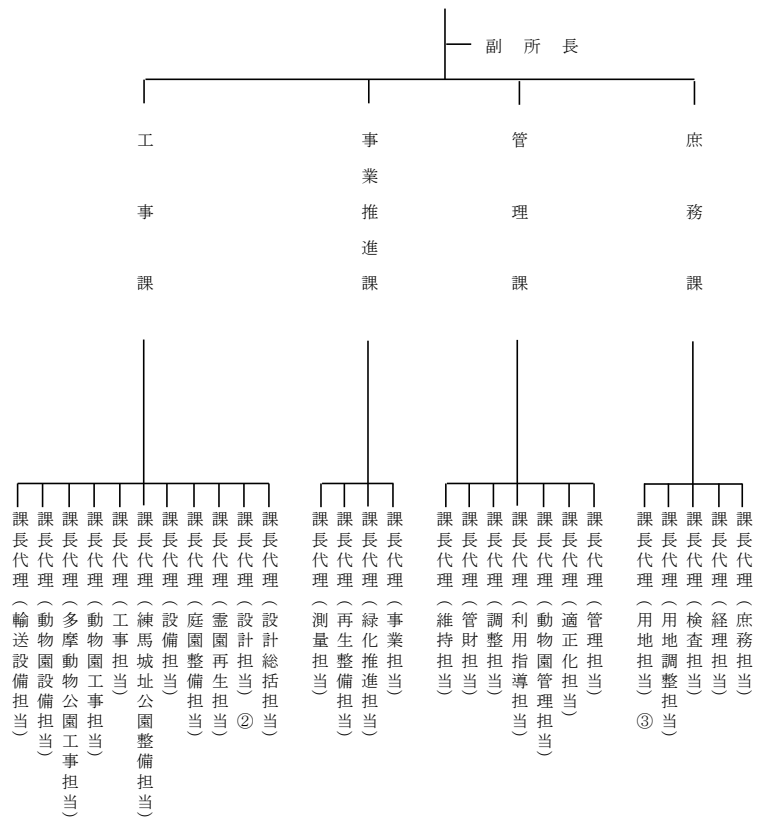 副所長
庶務課
課長代理（庶務担当）
課長代理（経理担当）
課長代理（検査担当）
課長代理（用地調整担当）
課長代理（用地担当）③
管理課
課長代理（管理担当）
課長代理（適正化担当）
課長代理（動物園管理担当）
課長代理（利用指導担当）
課長代理（調整担当）
課長代理（管財担当）
課長代理（維持担当）
事業推進課
課長代理（事業担当）
課長代理（緑化推進担当）
課長代理（再生整備担当）
課長代理（測量担当）
工事課
課長代理（設計総括担当）
課長代理（設計担当）②
課長代理（霊園再生担当）
課長代理（庭園整備担当）
課長代理（設備担当）
課長代理（練馬城址公園整備担当）
課長代理（工事担当）
課長代理（動物園工事担当）
課長代理（多摩動物公園工事担当）
課長代理（動物園設備担当）
課長代理（輸送設備担当）